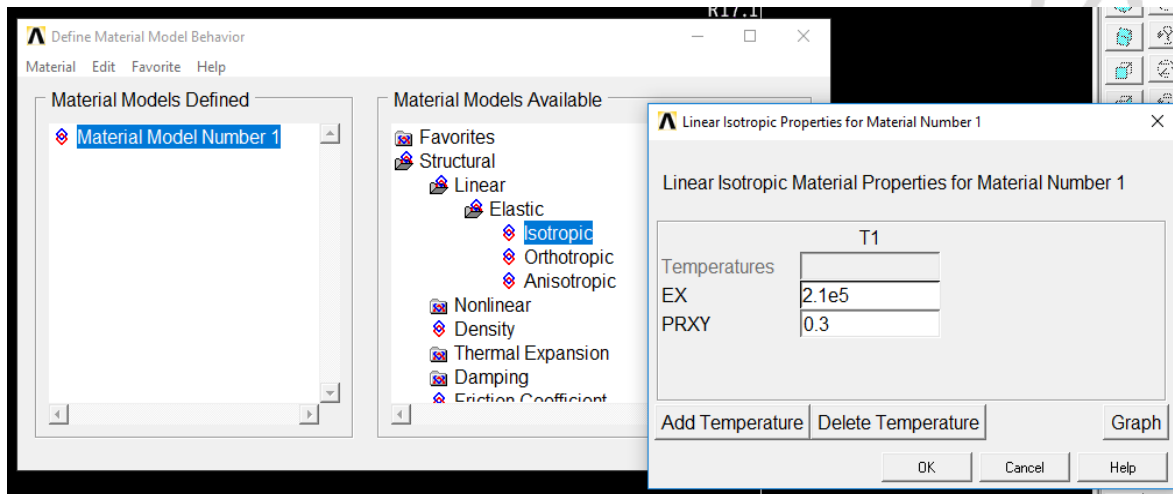 R17.1
Define Material Model Behavior
Material Edit Favorite Help
Material Models Defined
Material Model Number 1
Material Models Available
Favorites
Structural
Linear
Elastic
Isotropic
Orthotropic
Anisotropic
Nonlinear
Density
Thermal Expansion
Damping
Friction Coefficient
Linear Isotropic Properties for Material Number 1
Linear Isotropic Material Properties for Material Number 1
T1
Temperatures
EX 2.1e5
PRXY 0.3
Add Temperature Delete Temperature Graph
OK Cancel Help